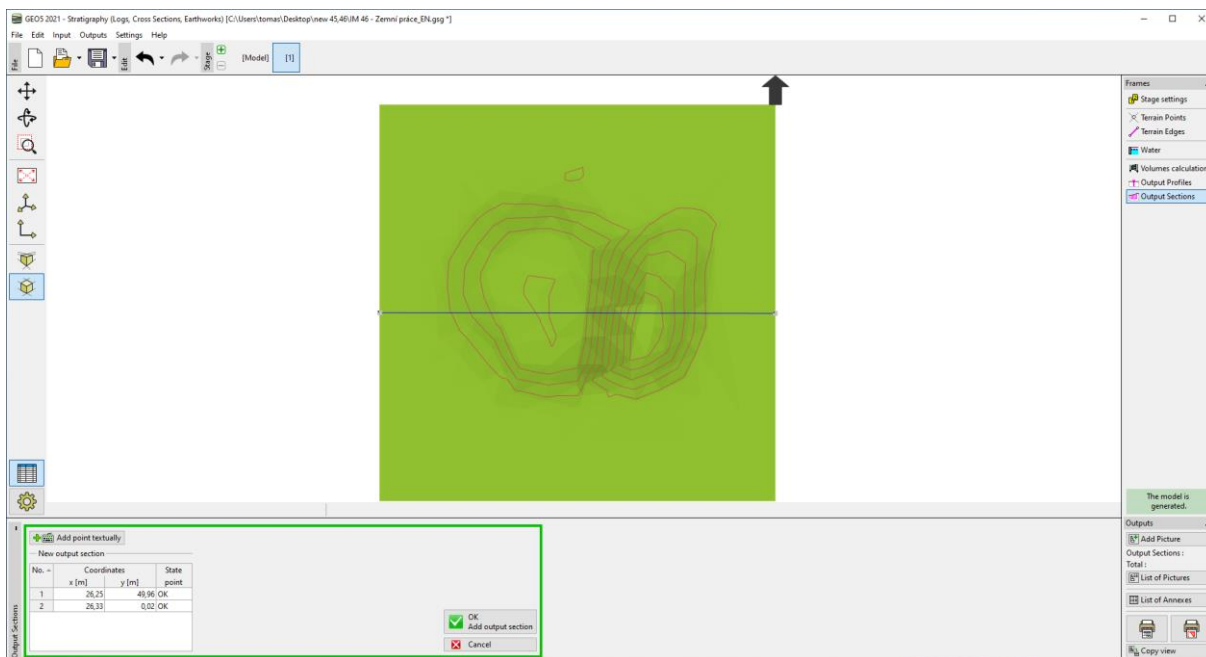 GEO5 2021 - Stratigraphy (Logs, Cross Sections, Earthworks) [C:\Users\tomas\Desktop\new 45,46\IM 46 - Zemní práce_EN.gsg *]
File Edit Input Outputs Settings Help
File
Edit
Stage
[Model] [1]
Frames
Stage settings
Terrain Points
Terrain Edges
Water
Volumes calculation
Output Profiles
Output Sections
The model is
generated.
Outputs
Add Picture
Output Sections :
Total :
List of Pictures
List of Annexes
Copy view
Output Sections
Add point textually
New output section
No. Coordinates State
x [m] y [m] point
1 26,25 49,96 OK
2 26,33 0,02 OK
OK
Add output section
Cancel